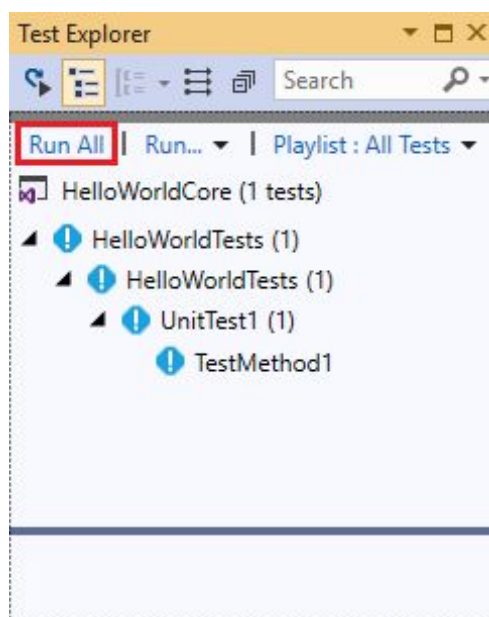 Test Explorer
Search
Run All | Run... | Playlist : All Tests
HelloWorldCore (1 tests)
HelloWorldTests (1)
HelloWorldTests (1)
UnitTest1 (1)
TestMethod1